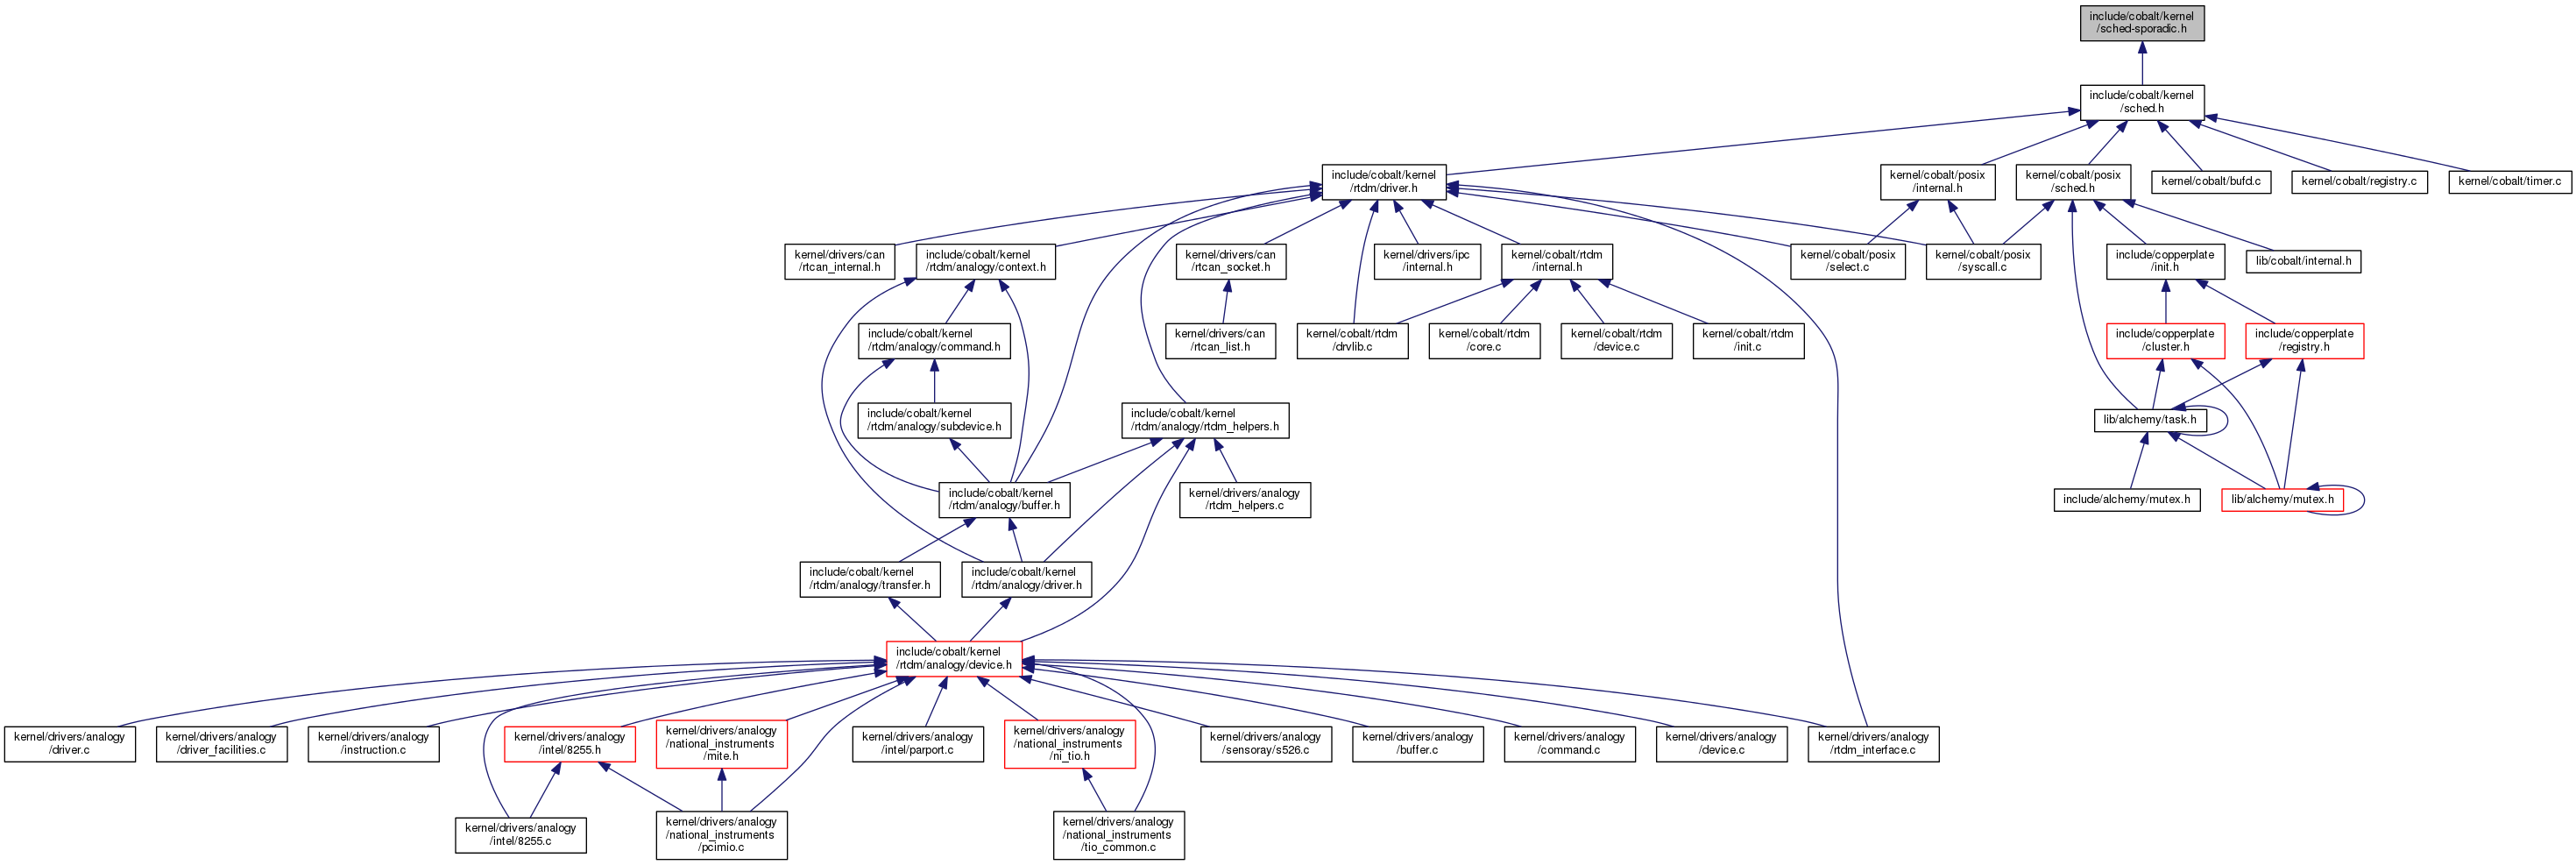 include/cobalt/kernel
/sched-sporadic.h
include/cobalt/kernel
/sched.h
include/cobalt/kernel
/rtdm/driver.h
kernel/cobalt/posix
/internal.h
kernel/cobalt/posix
/sched.h
kernel/cobalt/bufd.c
kernel/cobalt/registry.c
kernel/cobalt/timer.c
kernel/drivers/can
/rtcan_internal.h
include/cobalt/kernel
/rtdm/analogy/context.h
kernel/drivers/can
/rtcan_socket.h
kernel/drivers/ipc
/internal.h
kernel/cobalt/rtdm
/internal.h
kernel/cobalt/posix
/select.c
kernel/cobalt/posix
/syscall.c
include/copperplate
/init.h
lib/cobalt/internal.h
include/cobalt/kernel
/rtdm/analogy/command.h
kernel/drivers/can
/rtcan_list.h
kernel/cobalt/rtdm
/drvlib.c
kernel/cobalt/rtdm
/core.c
kernel/cobalt/rtdm
/device.c
kernel/cobalt/rtdm
/init.c
include/copperplate
/cluster.h
include/copperplate
/registry.h
include/cobalt/kernel
/rtdm/analogy/subdevice.h
include/cobalt/kernel
/rtdm/analogy/rtdm_helpers.h
lib/alchemy/task.h
include/cobalt/kernel
/rtdm/analogy/buffer.h
kernel/drivers/analogy
/rtdm_helpers.c
include/alchemy/mutex.h
lib/alchemy/mutex.h
include/cobalt/kernel
/rtdm/analogy/transfer.h
include/cobalt/kernel
/rtdm/analogy/driver.h
include/cobalt/kernel
/rtdm/analogy/device.h
kernel/drivers/analogy
/driver.c
kernel/drivers/analogy
/driver_facilities.c
kernel/drivers/analogy
/instruction.c
kernel/drivers/analogy
/intel/8255.h
kernel/drivers/analogy
/national_instruments
/mite.h
kernel/drivers/analogy
/intel/parport.c
kernel/drivers/analogy
/national_instruments
/ni_tio.h
kernel/drivers/analogy
/sensoray/s526.c
kernel/drivers/analogy
/buffer.c
kernel/drivers/analogy
/command.c
kernel/drivers/analogy
/device.c
kernel/drivers/analogy
/rtdm_interface.c
kernel/drivers/analogy
/intel/8255.c
kernel/drivers/analogy
/national_instruments
/pcimio.c
kernel/drivers/analogy
/national_instruments
/tio_common.c